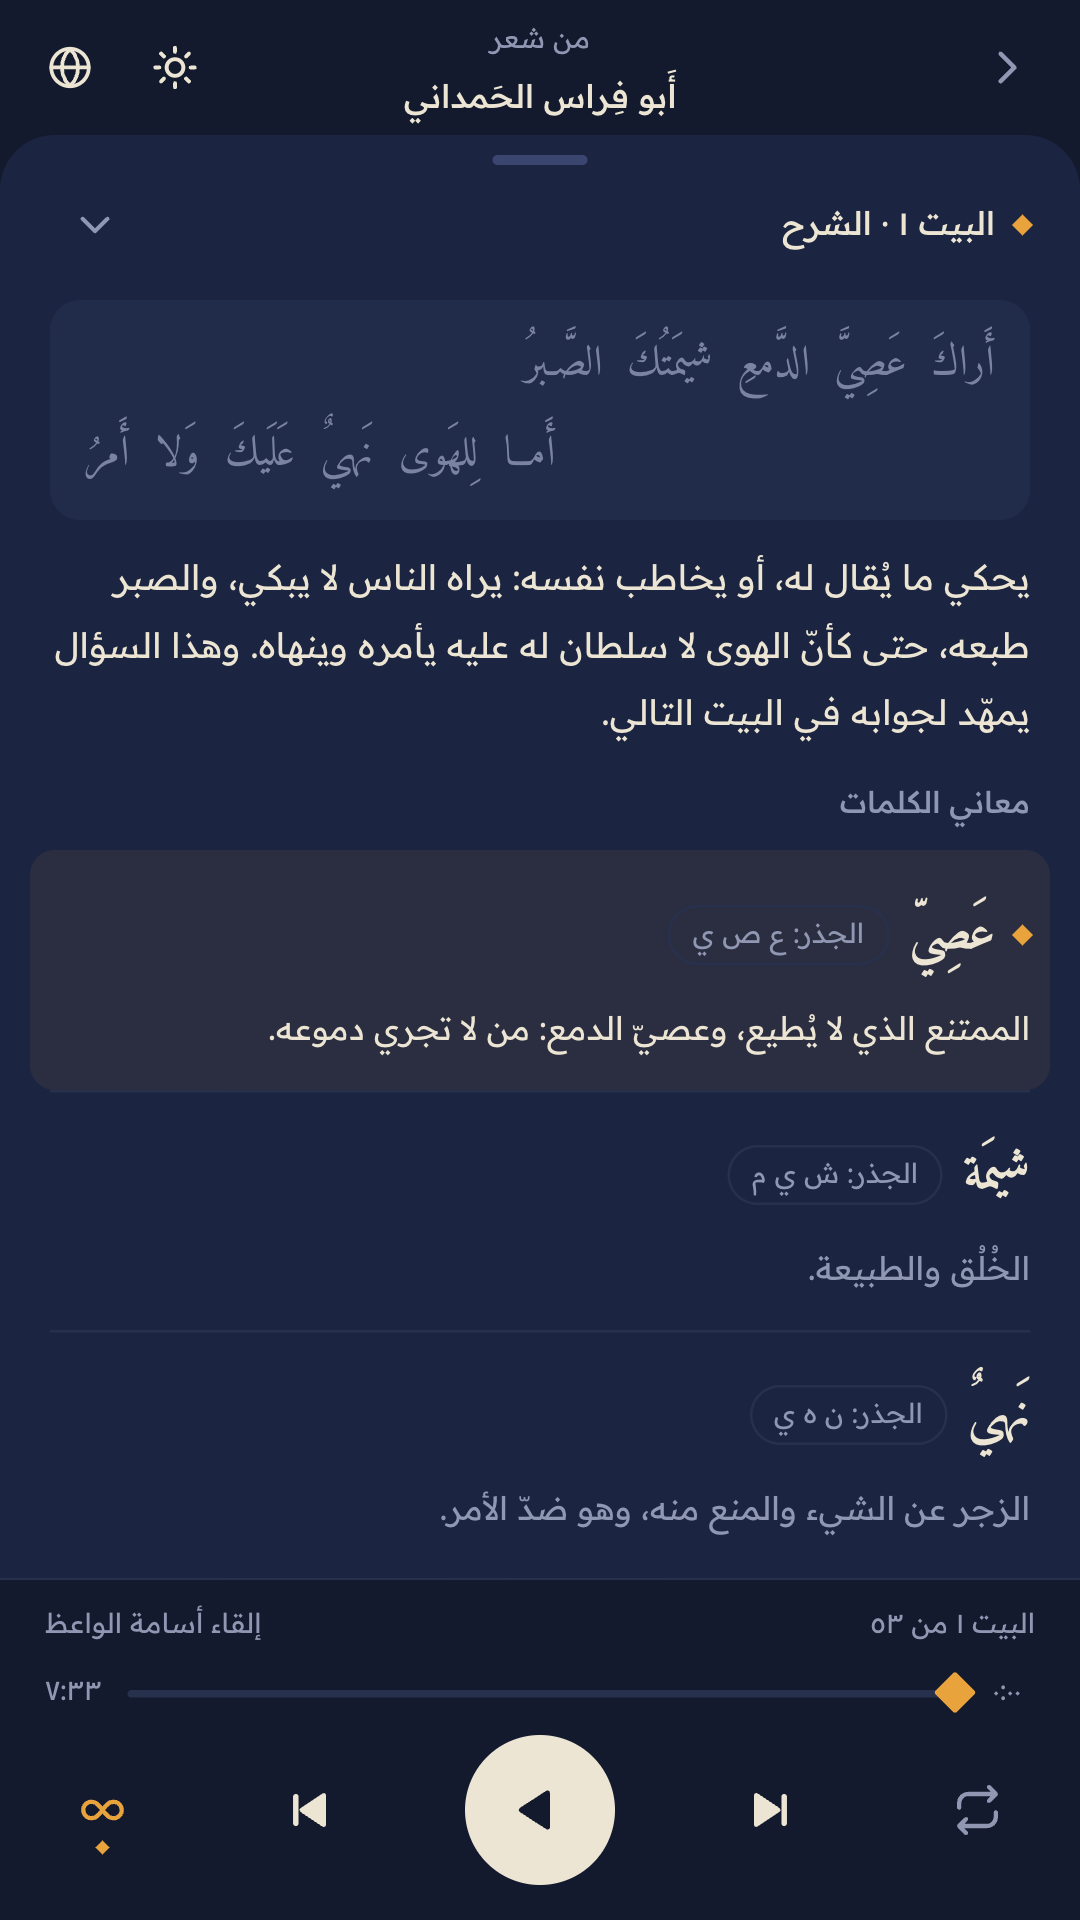 من شعر
أَبو فِراس الحَمداني
البيت ١ · الشرح
أَراكَ عَصِيَّ الدَّمعِ شيمَتُكَ الصَّبرُ
أَما لِلهَوى نَهيٌ عَلَيكَ وَلا أَمرُ
يحكي ما يُقال له، أو يخاطب نفسه: يراه الناس لا يبكي، والصبر
طبعه، حتى كأنّ الهوى لا سلطان له عليه يأمره وينهاه. وهذا السؤال
يمهّد لجوابه في البيت التالي.
معاني الكلمات
عَصِيّ الجذر: ع ص ي
الممتنع الذي لا يُطيع، وعصيّ الدمع: من لا تجري دموعه.
شيمَة الجذر: ش ي م
الخُلُق والطبيعة.
نَهيٌ الجذر: ن ه ي
الزجر عن الشيء والمنع منه، وهو ضدّ الأمر.
البيت ١ من ٥٣ إلقاء أسامة الواعظ
٠:٠٠ ٧:٣٣